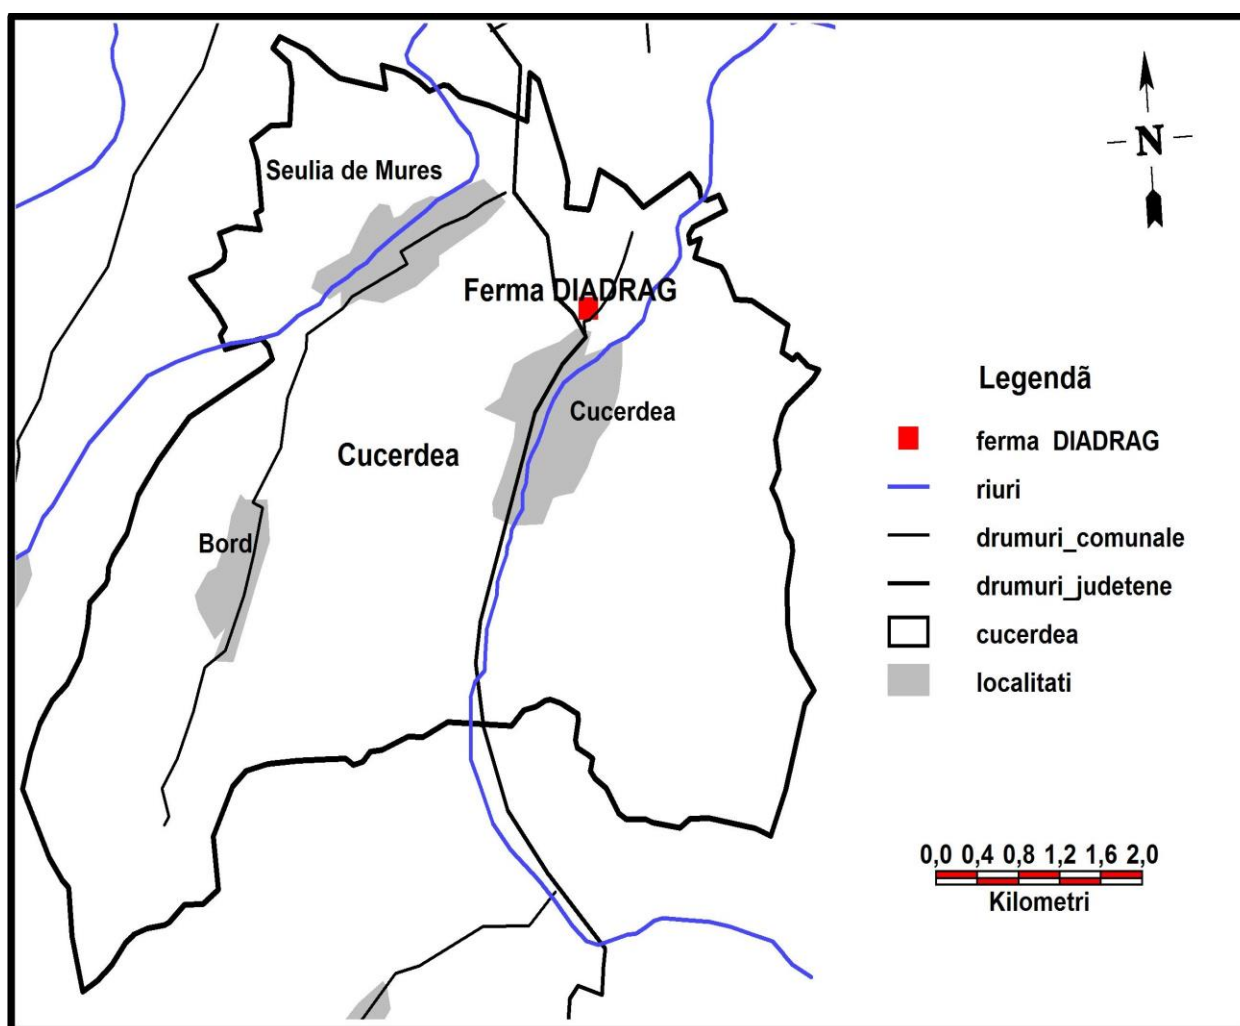 N
Seulia de Mures
Ferma DIADRAG
Cucerdea
Cucerdea
Bord
Legendã
ferma DIADRAG
riuri
drumuri_comunale
drumuri_judetene
cucerdea
localitati
0,0 0,4 0,8 1,2 1,6 2,0
Kilometri